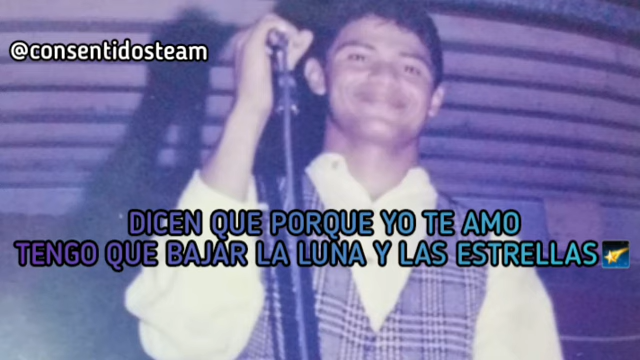 @consentidosteam
DICEN QUE PORQUE YO TE AMO
TENGO QUE BAJAR LA LUNA Y LAS ESTRELLAS🌠